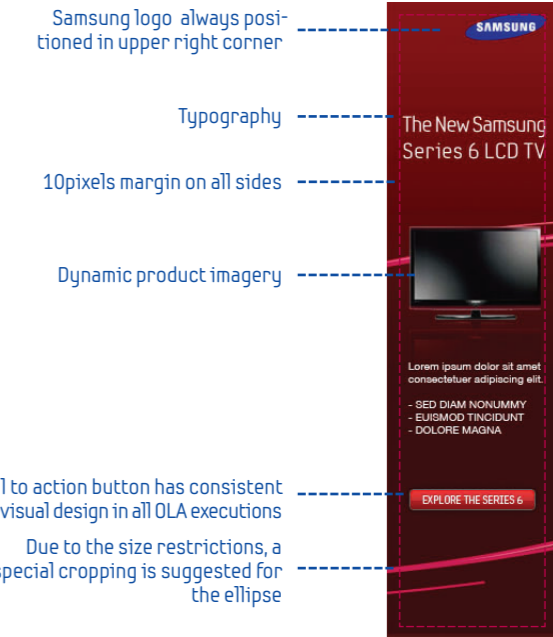 Samsung logo always posi-
tioned in upper right corner
Typography
10pixels margin on all sides
Dynamic product imagery
l to action button has consistent
visual design in all OLA executions
Due to the size restrictions, a
special cropping is suggested for
the ellipse
SAMSUNG
The New Samsung
Series 6 LCD TV
Lorem ipsum dolor sit amet
consectetuer adipiscing elit.
- SED DIAM NONUMMY
- EUISMOD TINCIDUNT
- DOLORE MAGNA
EXPLORE THE SERIES 6